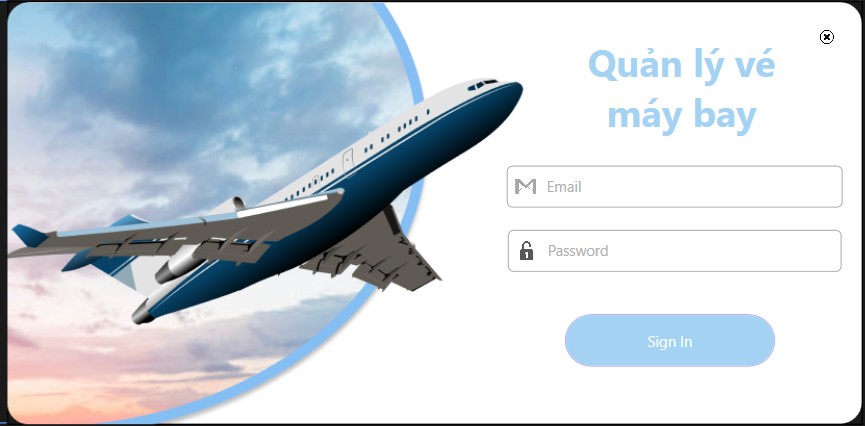 Quản lý vé
máy bay
Email
Password
Sign In